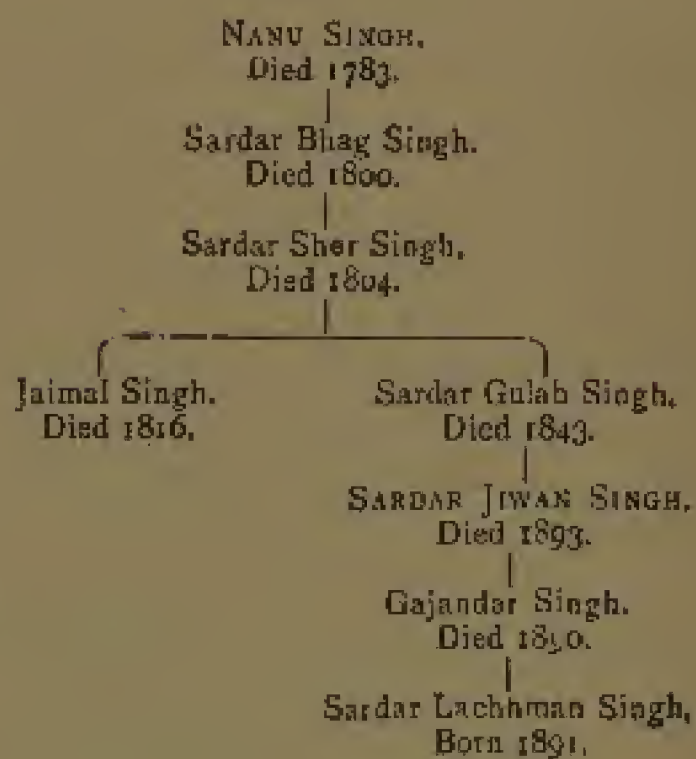 NANU SINGH.
Died 1783.
Sardar Bhag Singh.
Died 1800.
Sardar Sher Singh.
Died 1804.
Jaimal Singh.
Died 1816.
Sardar Gulab Singh.
Died 1843.
SARDAR JIWAN SINGH.
Died 1893.
Gajandar Singh.
Died
Sardar Lachhman Singh.
Born 1891.